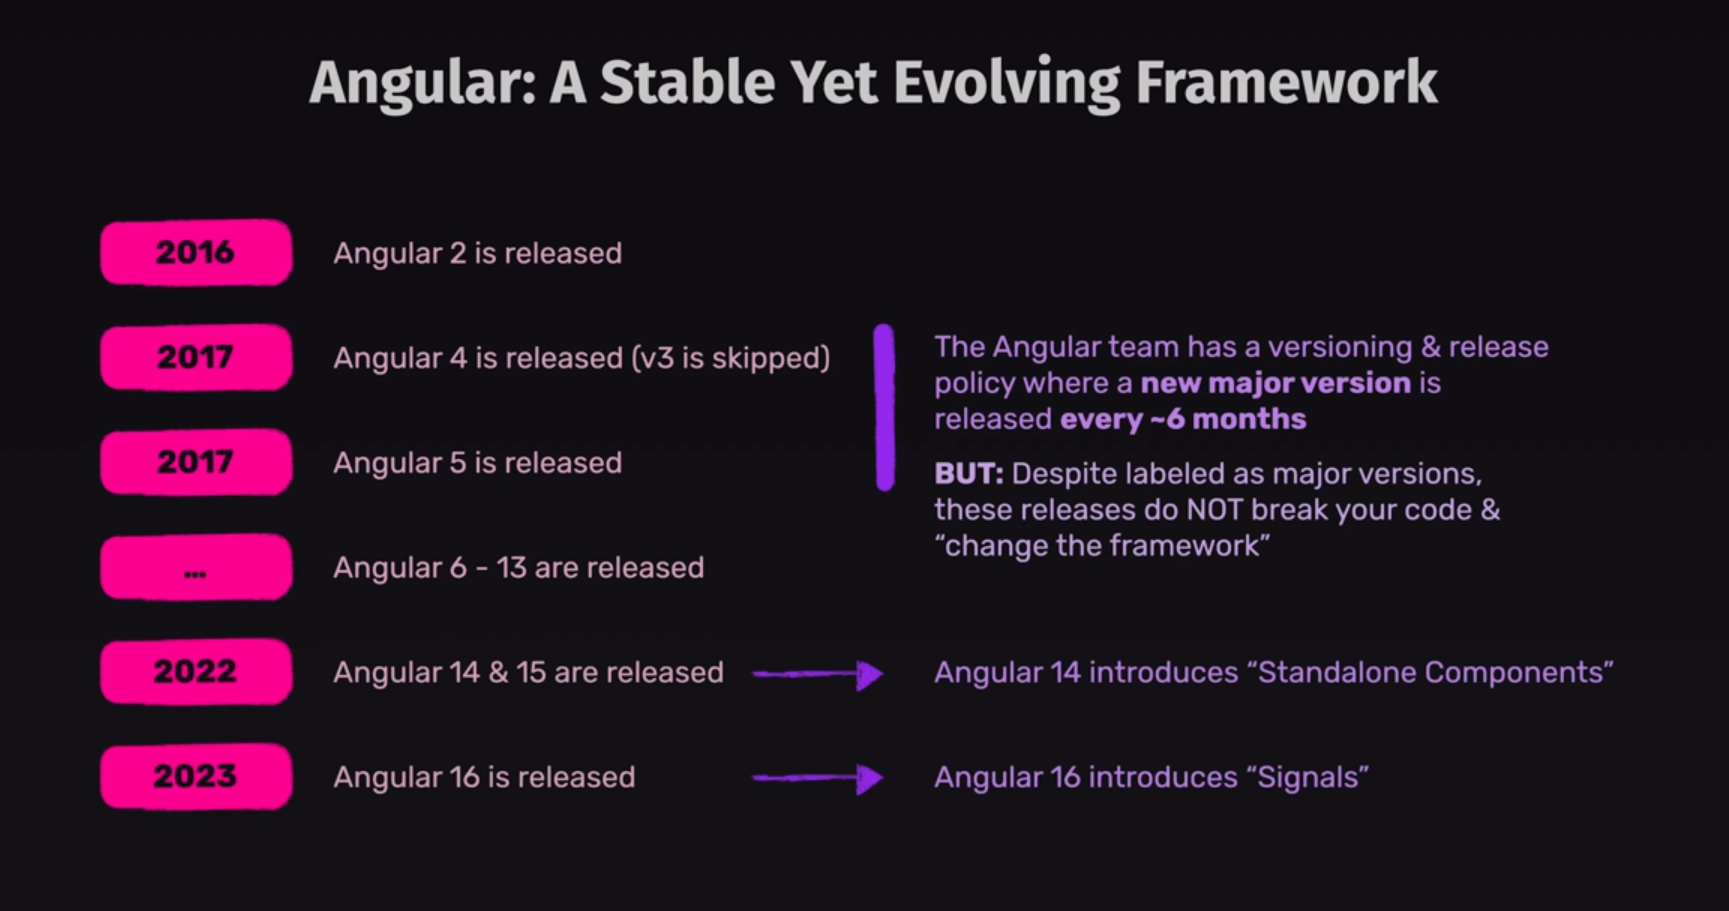 Angular: A Stable Yet Evolving Framework
2016
Angular 2 is released
2017
Angular 4 is released (v3 is skipped)
The Angular team has a versioning & release
policy where a new major version is
released every ~6 months
2017
Angular 5 is released
BUT: Despite labeled as major versions,
these releases do NOT break your code &
“change the framework”
...
Angular 6 - 13 are released
2022
Angular 14 & 15 are released
Angular 14 introduces “Standalone Components”
2023
Angular 16 is released
Angular 16 introduces “Signals”